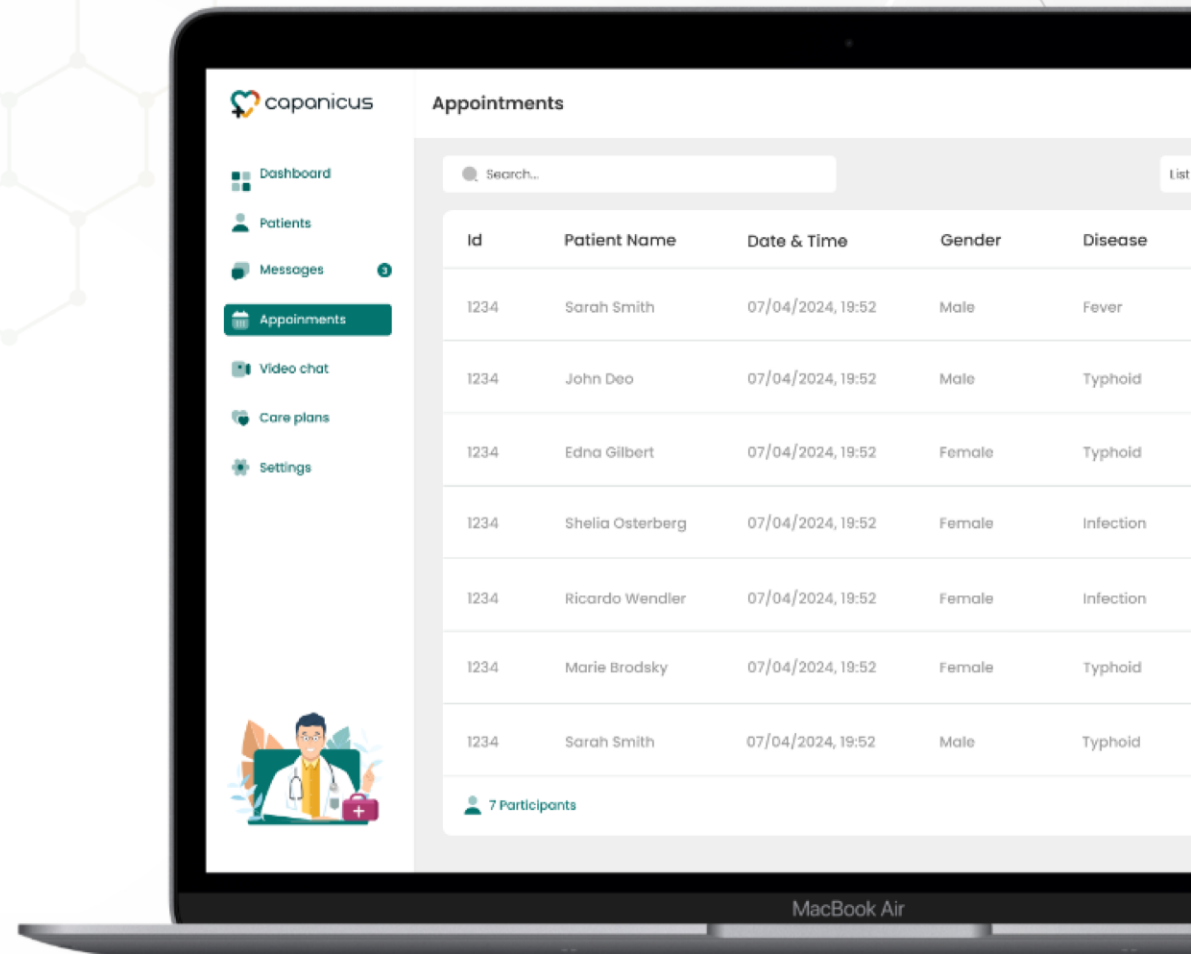 capanicus
Appointments
Dashboard
Patients
Messages 3
Appoinments
Video chat
Care plans
Settings
Search...
List
Id Patient Name Date & Time Gender Disease
1234 Sarah Smith 07/04/2024, 19:52 Male Fever
1234 John Deo 07/04/2024, 19:52 Male Typhoid
1234 Edna Gilbert 07/04/2024, 19:52 Female Typhoid
1234 Shelia Osterberg 07/04/2024, 19:52 Female Infection
1234 Ricardo Wendler 07/04/2024, 19:52 Female Infection
1234 Marie Brodsky 07/04/2024, 19:52 Female Typhoid
1234 Sarah Smith 07/04/2024, 19:52 Male Typhoid
7 Participants
MacBook Air